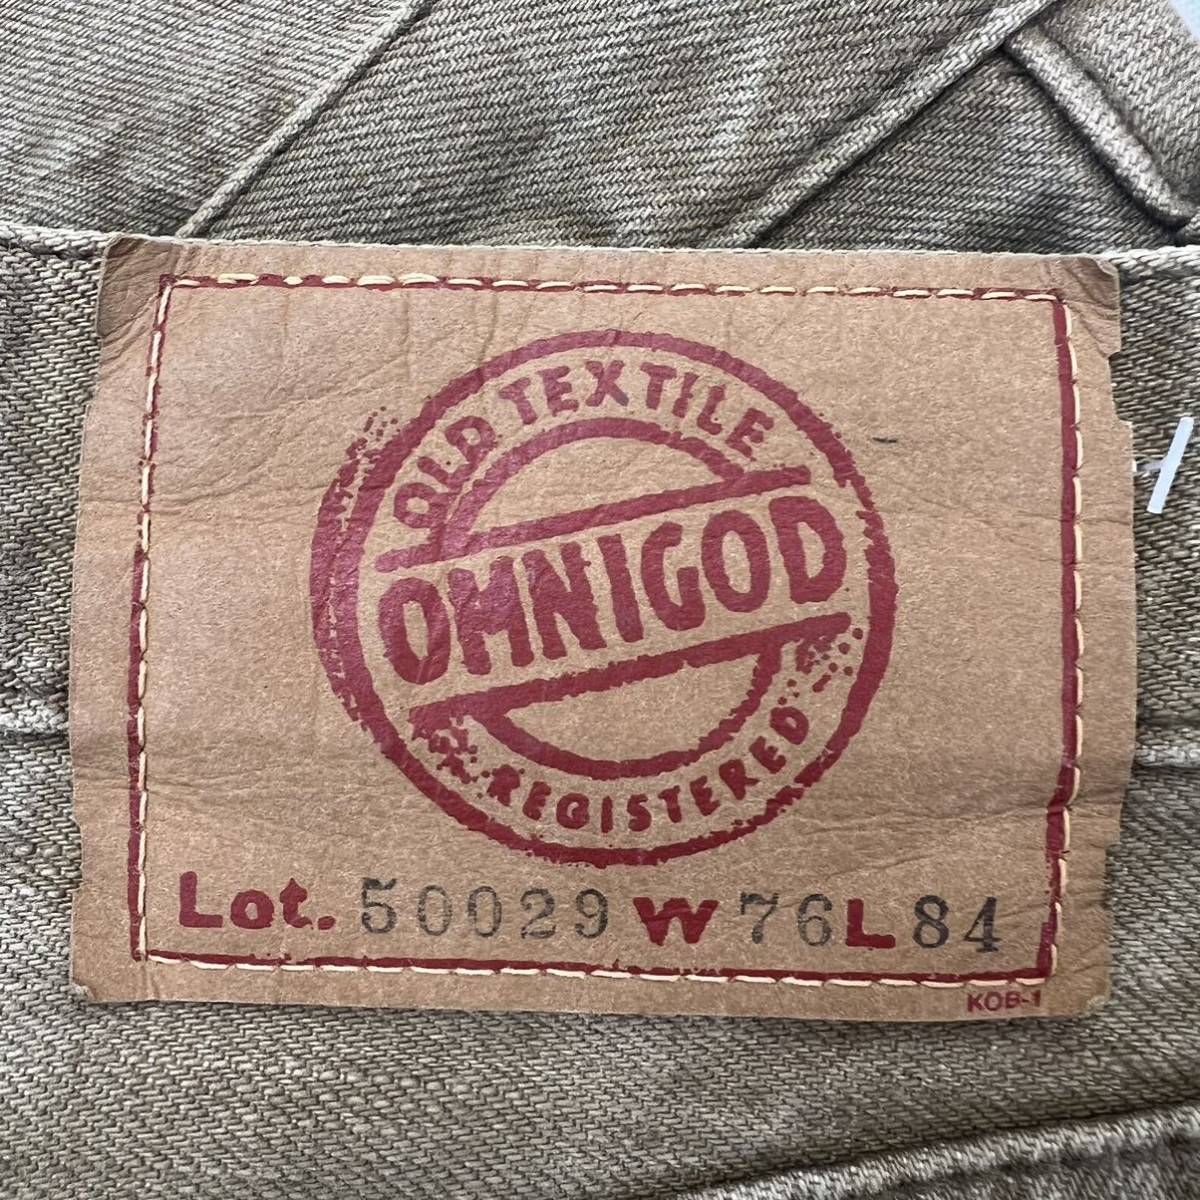 OLD TEXTILE
OMNIGOD
REGISTERED
Lot. 50029 W 76 L 84
KOB-1